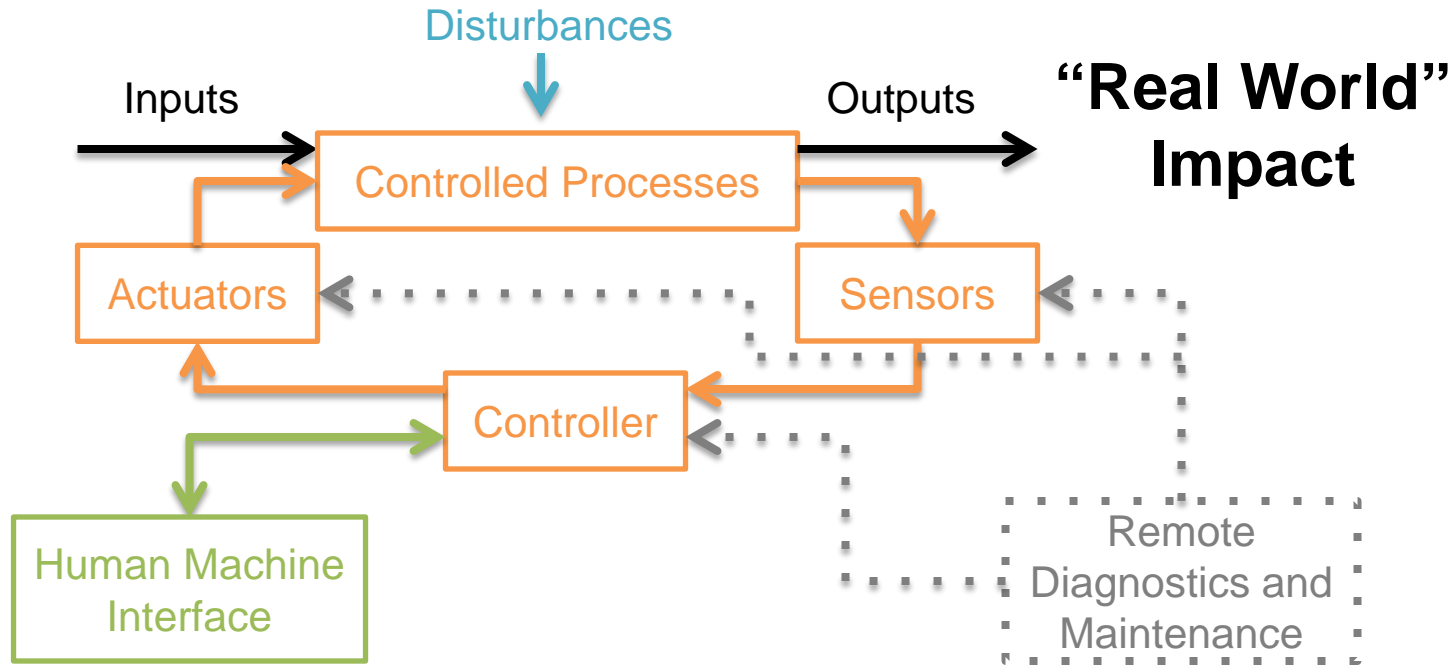 Disturbances
Inputs
Outputs
“Real World”
Impact
Controlled Processes
Actuators
Sensors
Controller
Human Machine
Interface
Remote
Diagnostics and
Maintenance